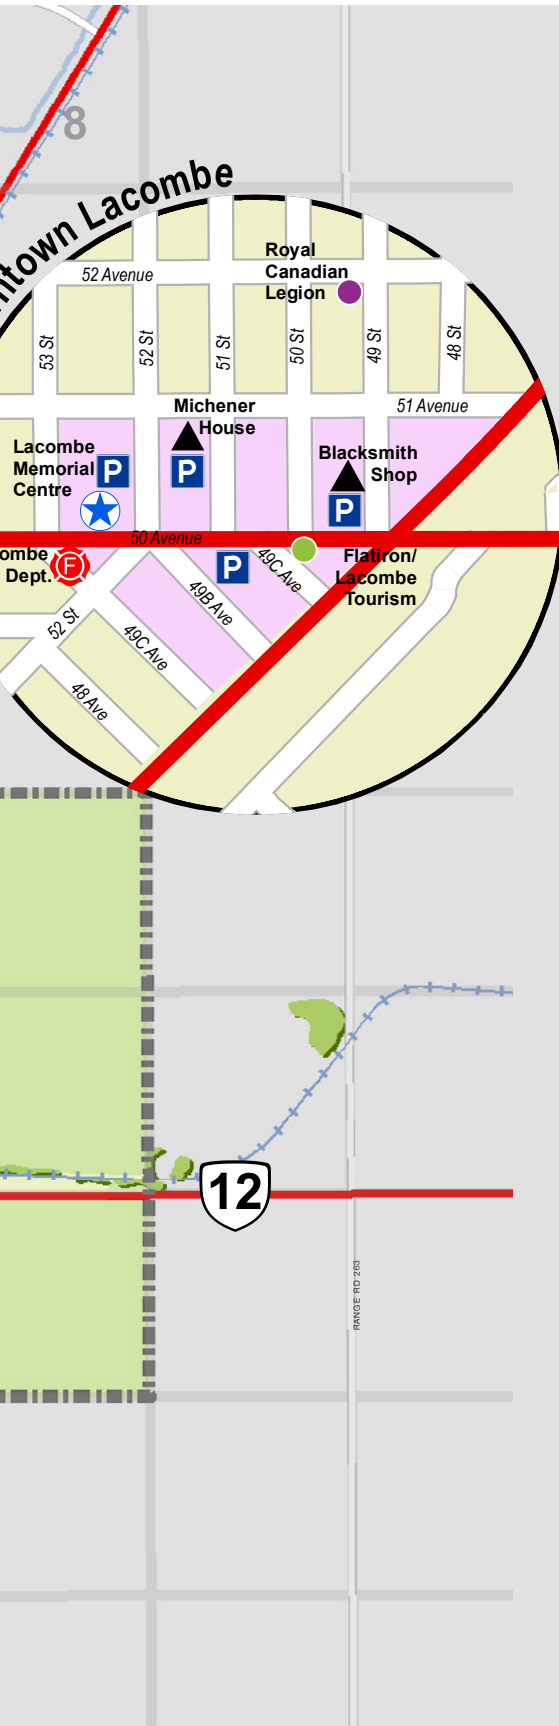 8
ntown Lacombe
Royal
Canadian
Legion
52 Avenue
53 St
52 St
51 St
50 St
49 St
48 St
51 Avenue
Michener
House
Lacombe
Memorial
Centre
P
P
Blacksmith
Shop
P
50 Avenue
ombe
Dept.
F
P
49C Ave
Flatiron/
Lacombe
Tourism
49B Ave
52 St
49C Ave
48 Ave
12
RANGE RD 263